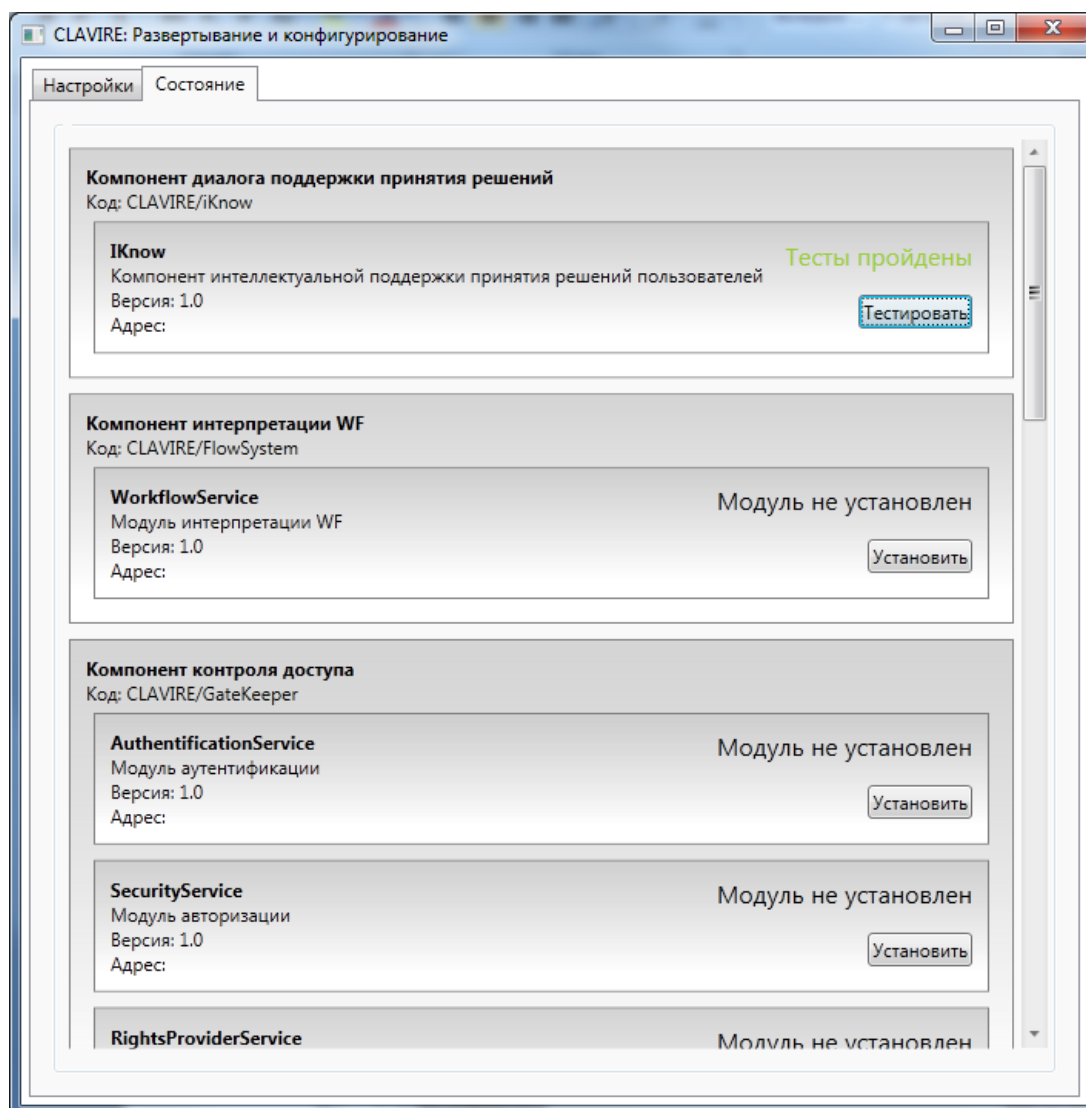 CLAVIRE: Развертывание и конфигурирование
Настройки
Состояние
Компонент диалога поддержки принятия решений
Код: CLAVIRE/iKnow
IKnow
Тесты пройдены
Компонент интеллектуальной поддержки принятия решений пользователей
Версия: 1.0
Тестировать
Адрес:
Компонент интерпретации WF
Код: CLAVIRE/FlowSystem
WorkflowService
Модуль не установлен
Модуль интерпретации WF
Версия: 1.0
Установить
Адрес:
Компонент контроля доступа
Код: CLAVIRE/GateKeeper
AuthentificationService
Модуль не установлен
Модуль аутентификации
Версия: 1.0
Установить
Адрес:
SecurityService
Модуль не установлен
Модуль авторизации
Версия: 1.0
Установить
Адрес:
RightsProviderService
Модуль не установлен